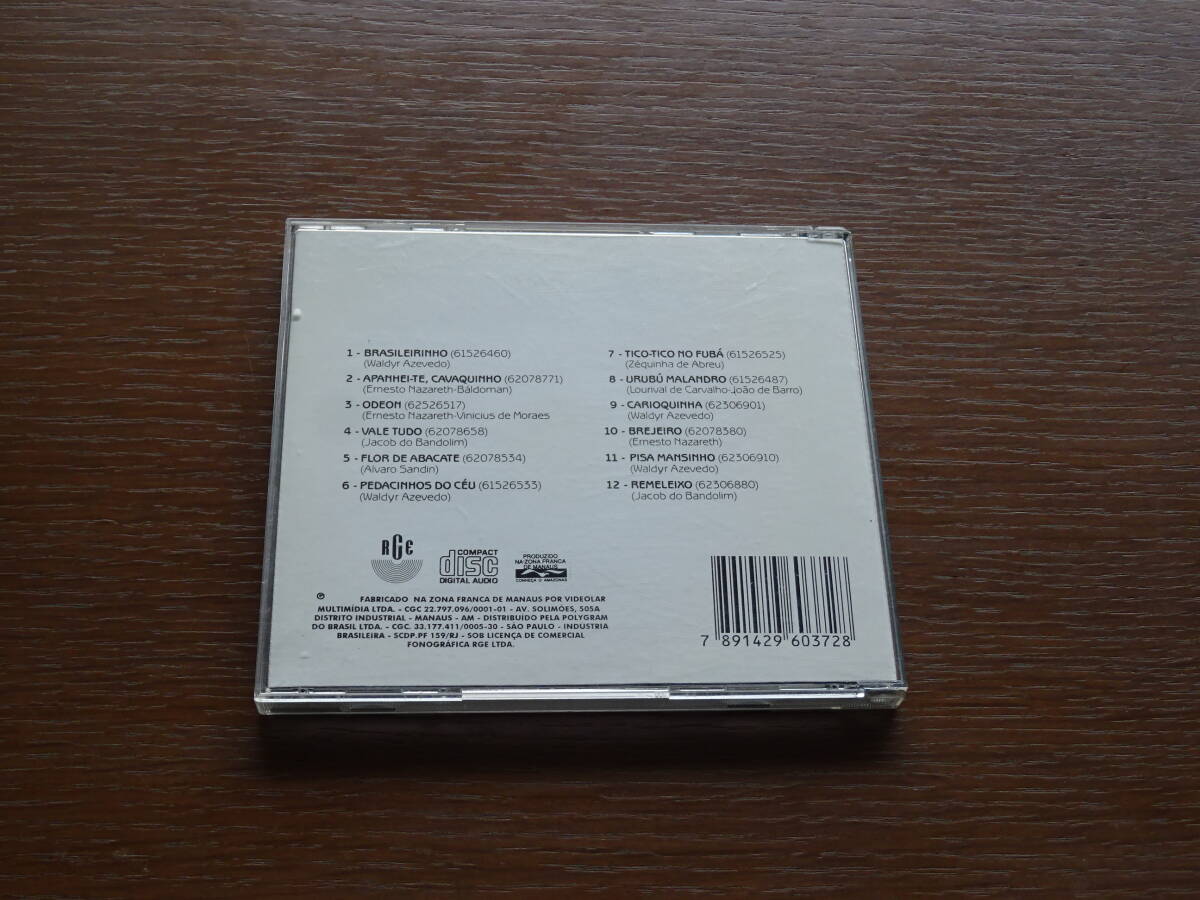 1 - BRASILEIRINHO (61526460)
(Waldyr Azevedo)
2 - APANHEI-TE, CAVAQUINHO (62078771)
(Ernesto Nazareth-Báldoman)
3 - ODEON (62526517)
(Ernesto Nazareth-Vinicius de Moraes
4 - VALE TUDO (62078658)
(Jacob do Bandolim)
5 - FLOR DE ABACATE (62078534)
(Alvaro Sandin)
6 - PEDACINHOS DO CÉU (61526533)
(Waldyr Azevedo)
7 - TICO-TICO NO FUBÁ (61526525)
(Zéquinha de Abreu)
8 - URUBÚ MALANDRO (61526487)
(Lourival de Carvalho-João de Barro)
9 - CARIOQUINHA (62306901)
(Waldyr Azevedo)
10 - BREJEIRO (62078380)
(Ernesto Nazareth)
11 - PISA MANSINHO (62306910)
(Waldyr Azevedo)
12 - REMELEIXO (62306880)
(Jacob do Bandolim)
RGE
COMPACT
disc
DIGITAL AUDIO
PRODUZIDO
NA ZONA FRANCA
DE MANAUS
CONHEÇA O AMAZONAS
℗ FABRICADO NA ZONA FRANCA DE MANAUS POR VIDEOLAR
MULTIMÍDIA LTDA. - CGC 22.797.096/0001-01 - AV. SOLIMÕES, 505A
DISTRITO INDUSTRIAL - MANAUS - AM - DISTRIBUIDO PELA POLYGRAM
DO BRASIL LTDA. - CGC. 33.177.411/0005-30 - SÃO PAULO - INDUSTRIA
BRASILEIRA - SCDP.PF 159/RJ - SOB LICENÇA DE COMERCIAL
FONOGRÁFICA RGE LTDA.
7 891429 603728